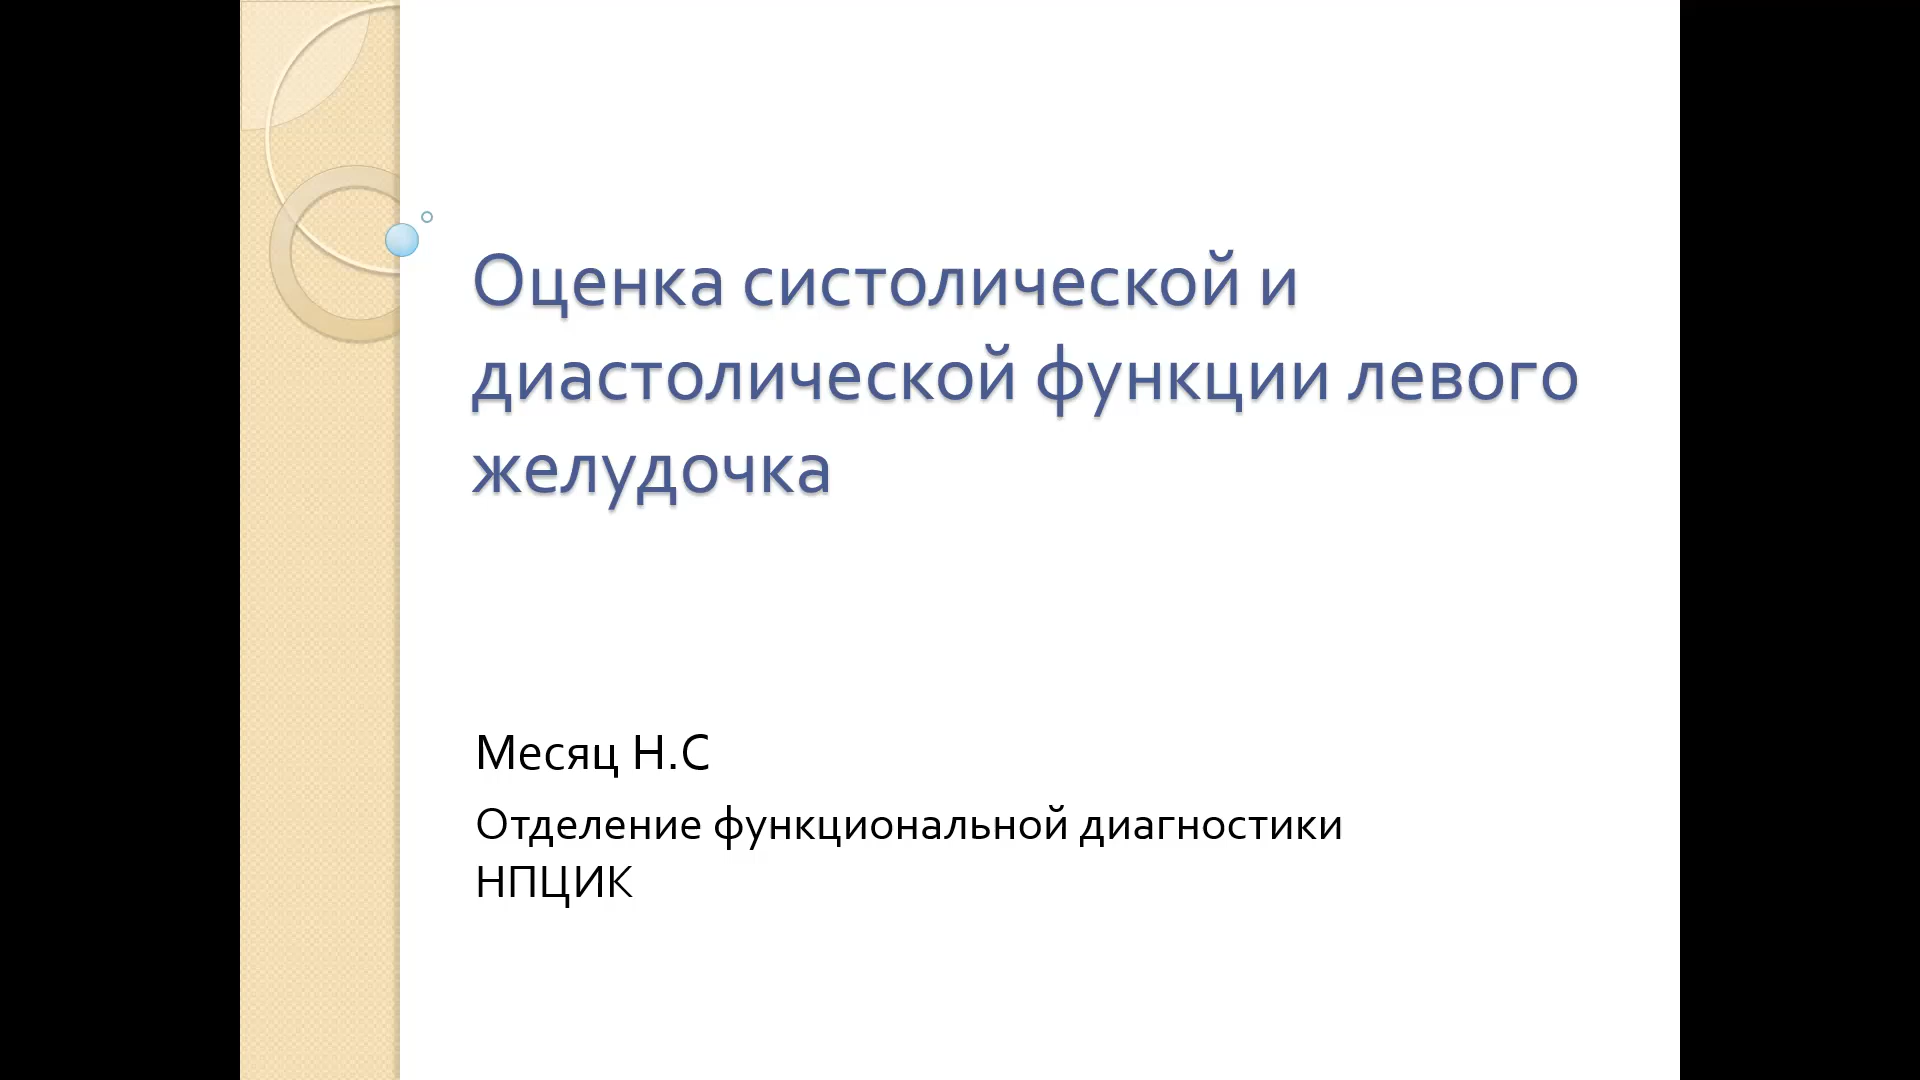 Оценка систолической и
диастолической функции левого
желудочка
Месяц Н.С
Отделение функциональной диагностики
НПЦИК